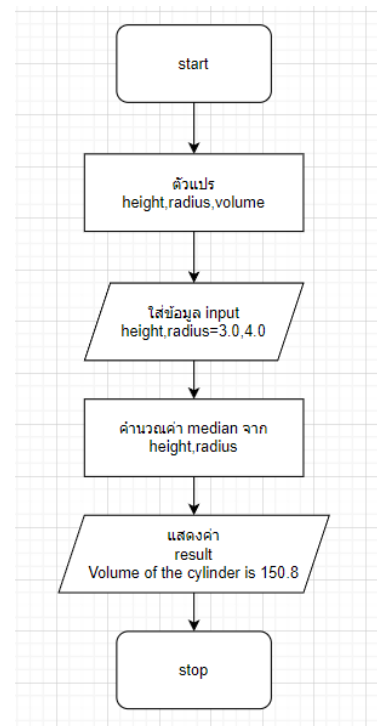 start
ตัวแปร
height,radius,volume
ใส่ข้อมูล input
height,radius=3.0,4.0
คำนวณค่า median จาก
height,radius
แสดงค่า
result
Volume of the cylinder is 150.8
stop